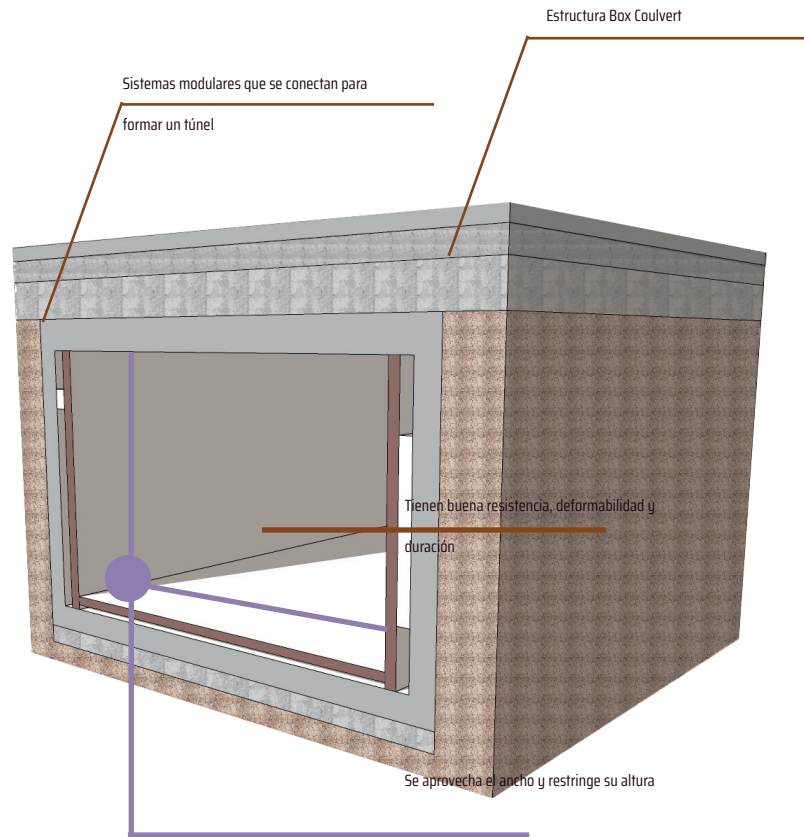 Estructura Box Coulvert
Sistemas modulares que se conectan para
formar un túnel
Tienen buena resistencia, deformabilidad y
duración
Se aprovecha el ancho y restringe su altura